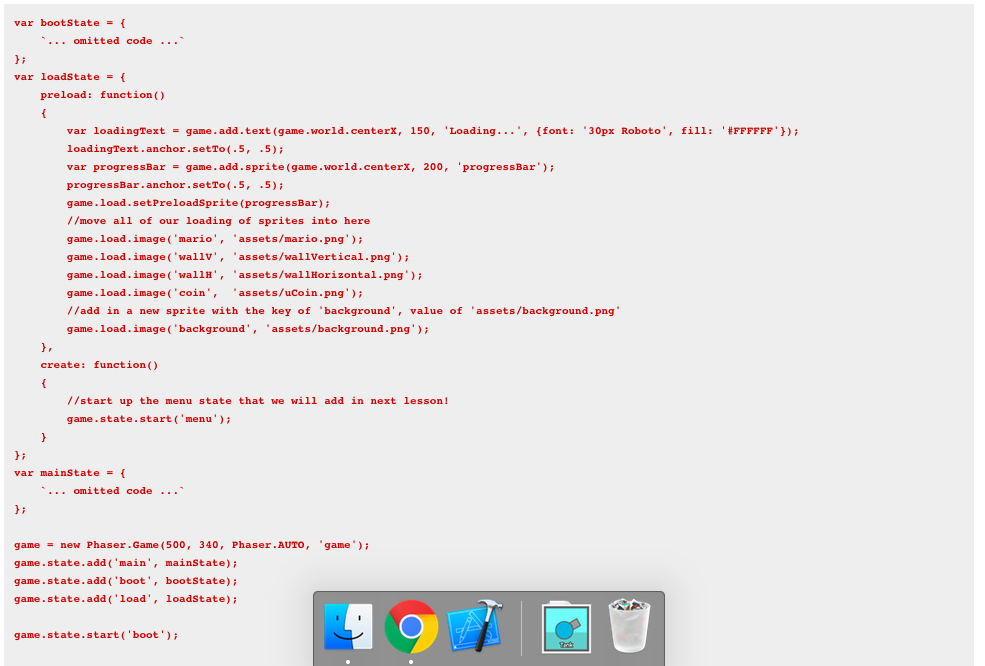 var bootState = {
    `... omitted code ...`
};
var loadState = {
    preload: function()
    {
        var loadingText = game.add.text(game.world.centerX, 150, 'Loading...', {font: '30px Roboto', fill: '#FFFFFF'});
        loadingText.anchor.setTo(.5, .5);
        var progressBar = game.add.sprite(game.world.centerX, 200, 'progressBar');
        progressBar.anchor.setTo(.5, .5);
        game.load.setPreloadSprite(progressBar);
        //move all of our loading of sprites into here
        game.load.image('mario', 'assets/mario.png');
        game.load.image('wallV', 'assets/wallVertical.png');
        game.load.image('wallH', 'assets/wallHorizontal.png');
        game.load.image('coin',  'assets/uCoin.png');
        //add in a new sprite with the key of 'background', value of 'assets/background.png'
        game.load.image('background', 'assets/background.png');
    },
    create: function()
    {
        //start up the menu state that we will add in next lesson!
        game.state.start('menu');
    }
};
var mainState = {
    `... omitted code ...`
};

game = new Phaser.Game(500, 340, Phaser.AUTO, 'game');
game.state.add('main', mainState);
game.state.add('boot', bootState);
game.state.add('load', loadState);

game.state.start('boot');
Tank